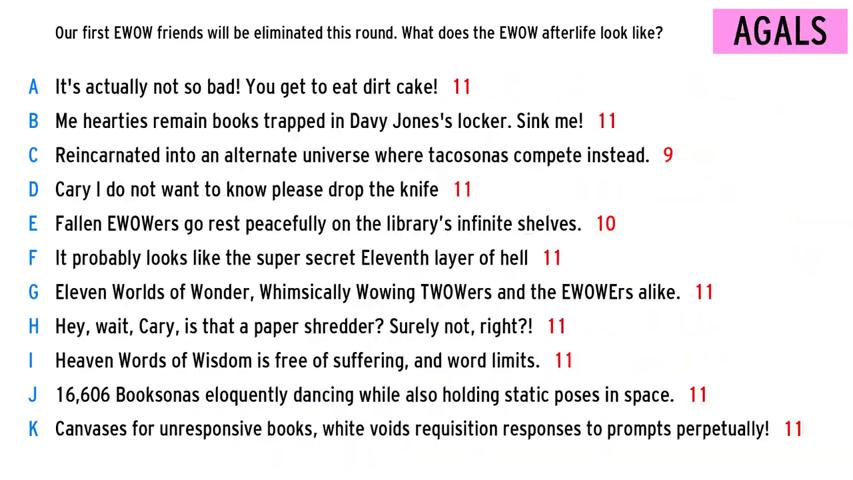 Our first EWOW friends will be eliminated this round. What does the EWOW afterlife look like?
AGALS
A It's actually not so bad! You get to eat dirt cake! 11
B Me hearties remain books trapped in Davy Jones's locker. Sink me! 11
C Reincarnated into an alternate universe where tacosonas compete instead. 9
D Cary I do not want to know please drop the knife 11
E Fallen EWOWers go rest peacefully on the library’s infinite shelves. 10
F It probably looks like the super secret Eleventh layer of hell 11
G Eleven Worlds of Wonder, Whimsically Wowing TWOWers and the EWOWErs alike. 11
H Hey, wait, Cary, is that a paper shredder? Surely not, right?! 11
I Heaven Words of Wisdom is free of suffering, and word limits. 11
J 16,606 Booksonas eloquently dancing while also holding static poses in space. 11
K Canvases for unresponsive books, white voids requisition responses to prompts perpetually! 11